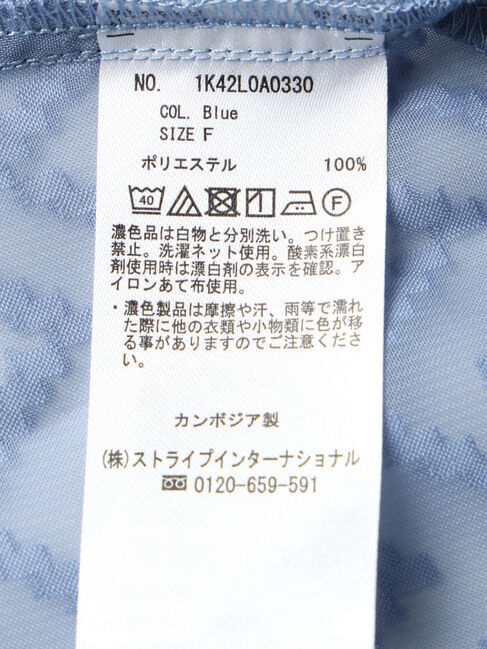 NO. 1K42L0A0330
COL. Blue
SIZE F
ポリエステル 100%
40 F
濃色品は白物と分別洗い。つけ置き
禁止。洗濯ネット使用。酸素系漂白
剤使用時は漂白剤の表示を確認。ア
イロンあて布使用。
・濃色製品は摩擦や汗、雨等で濡れ
た際に他の衣類や小物類に色が移
る事がありますのでご注意くださ
い。
カンボジア製
(株)ストライプインターナショナル
0120-659-591